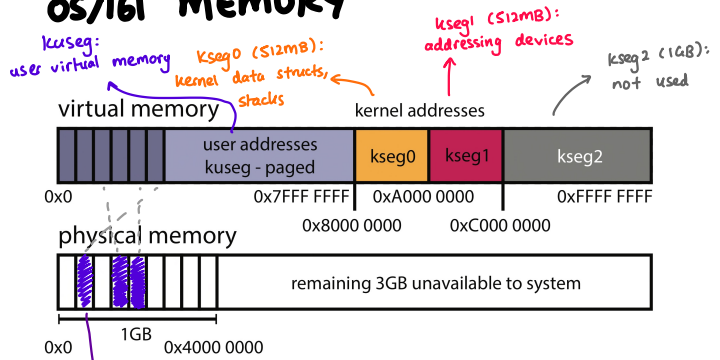 OS/161 MEMORY
kuseg:
user virtual memory
kseg0 (512MB):
kernel data structs,
stacks
kseg1 (512MB):
addressing devices
kseg2 (1GB):
not used
virtual memory
kernel addresses
user addresses
kuseg - paged
kseg0
kseg1
kseg2
0x0
0x7FFF FFFF
0xA000 0000
0xFFFF FFFF
0x8000 0000
0xC000 0000
physical memory
remaining 3GB unavailable to system
1GB
0x0
0x4000 0000